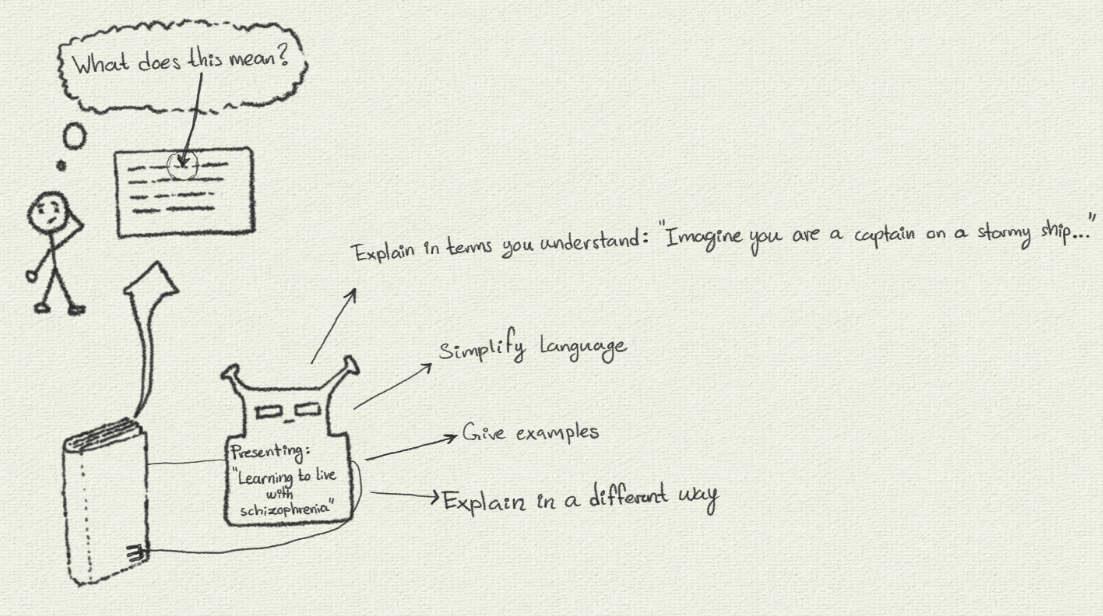 What does this mean?
Explain in terms you understand: "Imagine you are a captain on a stormy ship..."
Simplify Language
Give examples
Presenting:
"Learning to live
with
schizophrenia"
Explain in a different way